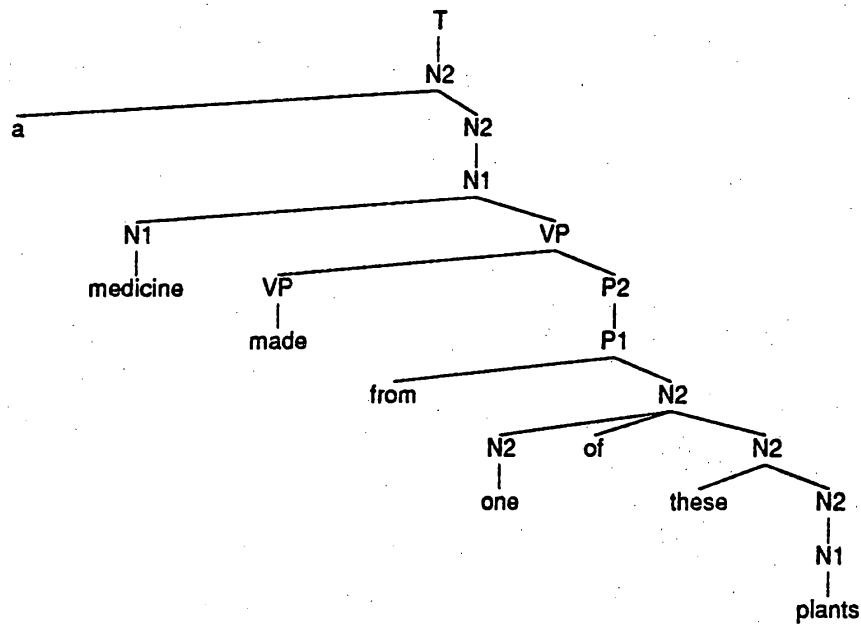 T
N2
a N2
N1
N1 VP
medicine VP P2
made P1
from N2
N2 of N2
one these N2
N1
plants